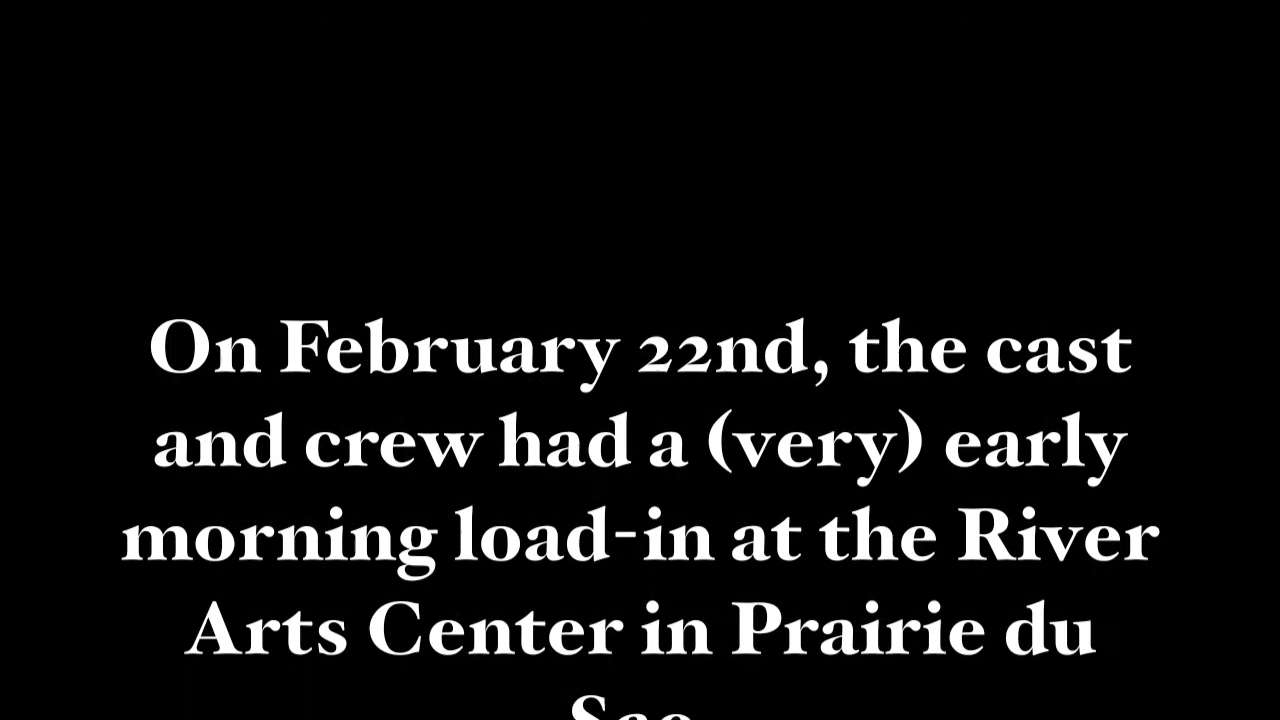 On February 22nd, the cast
and crew had a (very) early
morning load-in at the River
Arts Center in Prairie du